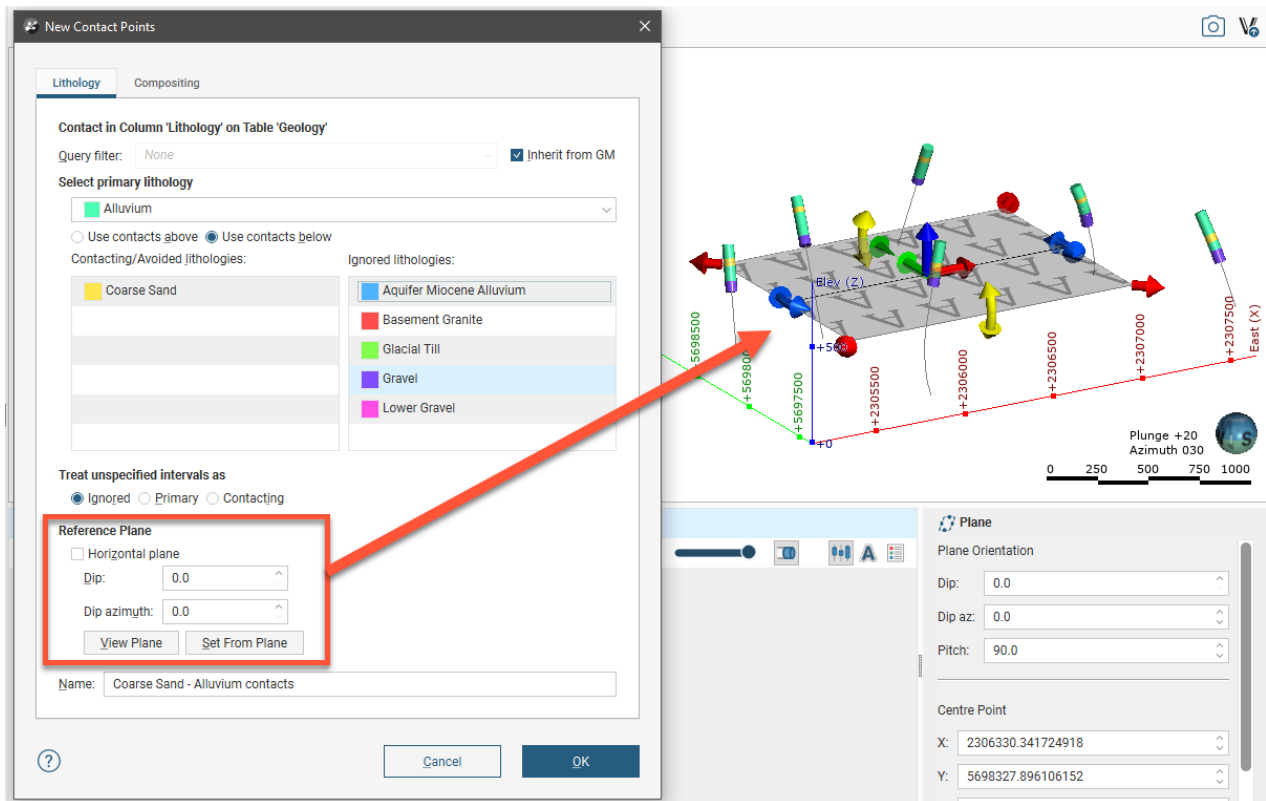 New Contact Points
Lithology Compositing
Contact in Column 'Lithology' on Table 'Geology'
Query filter: None Inherit from GM
Select primary lithology
Alluvium
Use contacts above Use contacts below
Contacting/Avoided lithologies: Ignored lithologies:
Coarse Sand Aquifer Miocene Alluvium
Basement Granite
Glacial Till
Gravel
Lower Gravel
Treat unspecified intervals as
Ignored Primary Contacting
Reference Plane
Horizontal plane
Dip: 0.0
Dip azimuth: 0.0
View Plane Set From Plane
Name: Coarse Sand - Alluvium contacts
Cancel OK
Elev (Z)
+0
+5697500
+2305500
+2306000
+2306500
+2307000
+2307500
East (X)
Plunge +20
Azimuth 030
0 250 500 750 1000
Plane
Plane Orientation
Dip: 0.0
Dip az: 0.0
Pitch: 90.0
Centre Point
X: 2306330.341724918
Y: 5698327.896106152